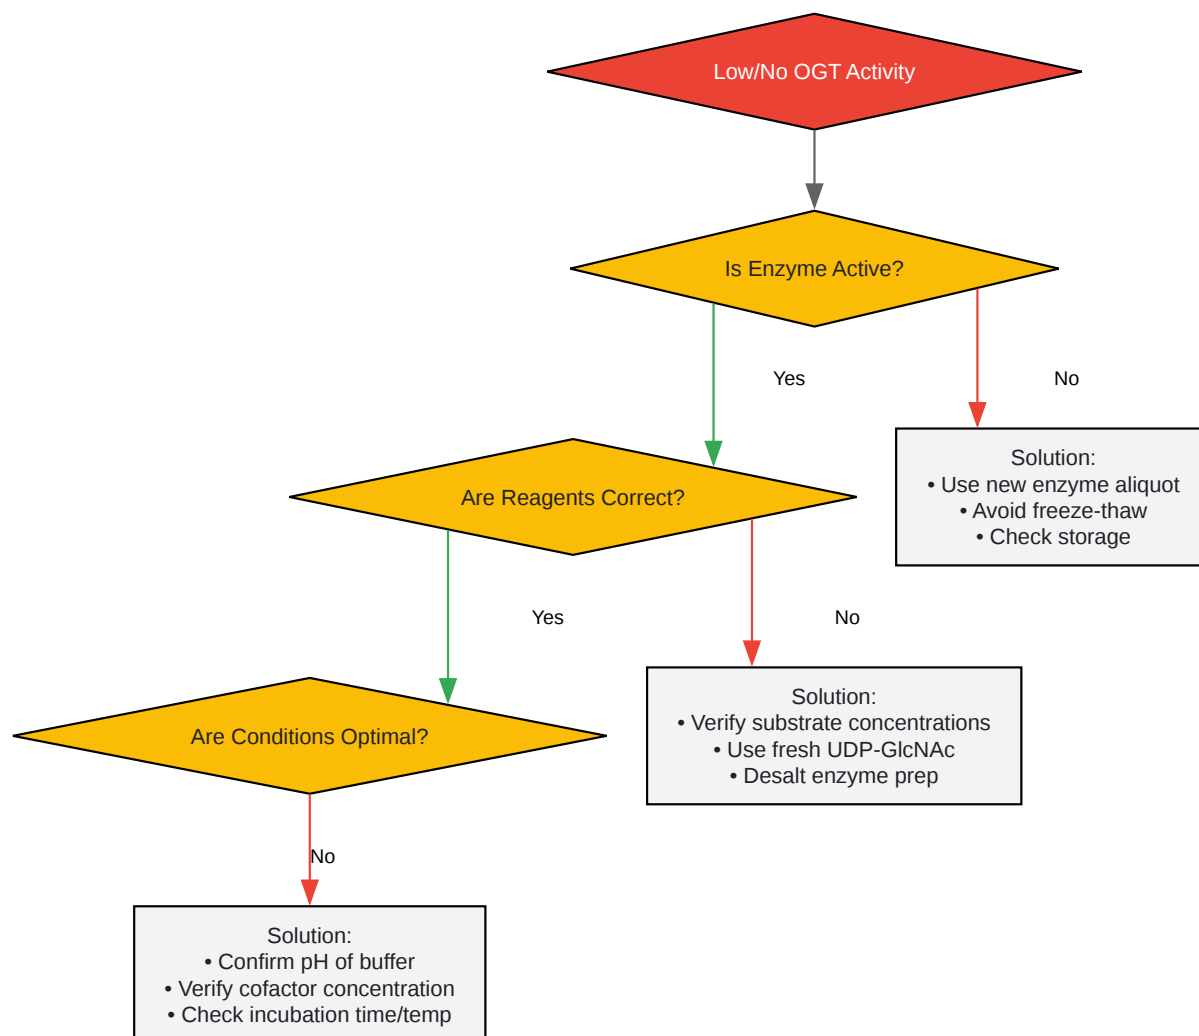 Low/No OGT Activity
Is Enzyme Active?
Yes
No
Solution:
• Use new enzyme aliquot
• Avoid freeze-thaw
• Check storage
Are Reagents Correct?
Yes
No
Solution:
• Verify substrate concentrations
• Use fresh UDP-GlcNAc
• Desalt enzyme prep
Are Conditions Optimal?
No
Solution:
• Confirm pH of buffer
• Verify cofactor concentration
• Check incubation time/temp